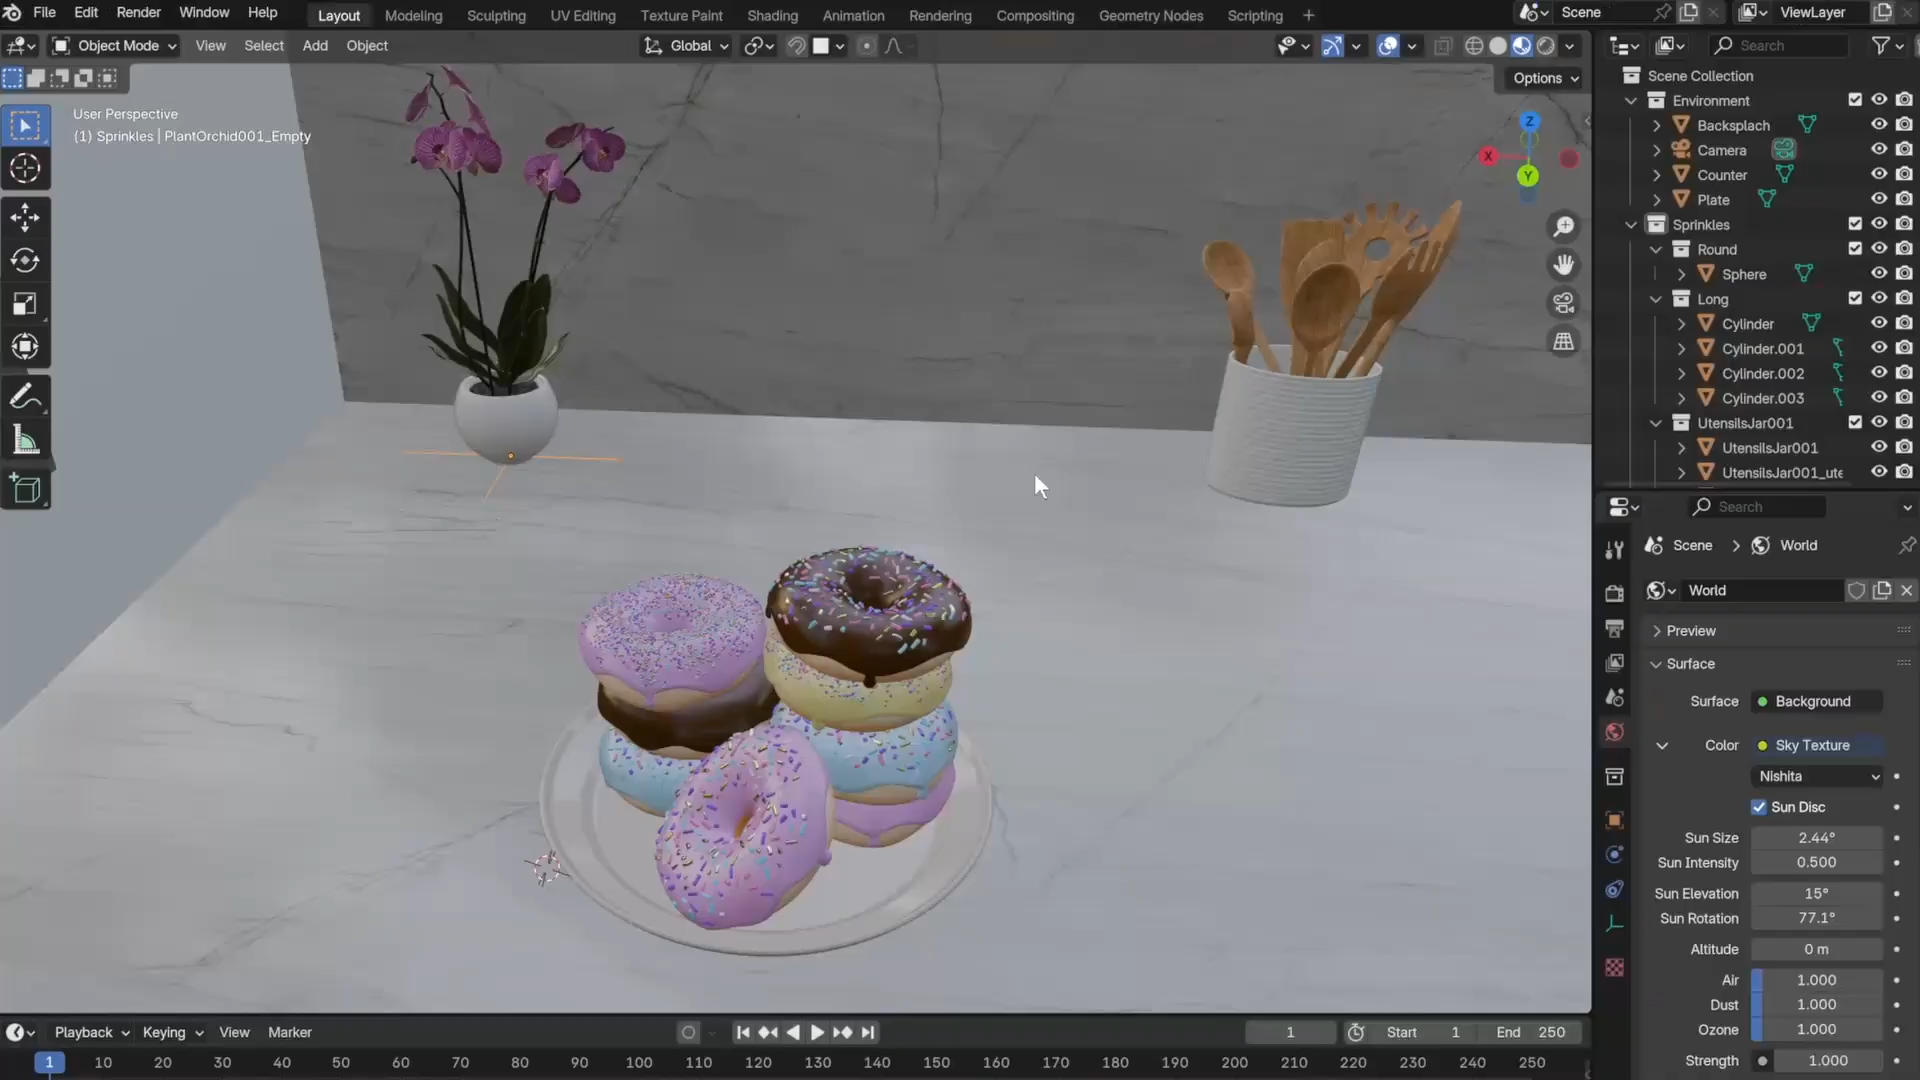 File Edit Render Window Help Layout Modeling Sculpting UV Editing Texture Paint Shading Animation Rendering Compositing Geometry Nodes Scripting + Scene ViewLayer
Object Mode View Select Add Object Global Search
Options
User Perspective
(1) Sprinkles | PlantOrchid001_Empty
Z
X
Y
Scene Collection
Environment
Backsplach
Camera
Counter
Plate
Sprinkles
Round
Sphere
Long
Cylinder
Cylinder.001
Cylinder.002
Cylinder.003
UtensilsJar001
UtensilsJar001
UtensilsJar001_ute
Search
Scene > World
World
Preview
Surface
Surface Background
Color Sky Texture
Nishita
Sun Disc
Sun Size 2.44°
Sun Intensity 0.500
Sun Elevation 15°
Sun Rotation 77.1°
Altitude 0 m
Air 1.000
Dust 1.000
Ozone 1.000
Strength 1.000
Playback Keying View Marker 1 Start 1 End 250
1 10 20 30 40 50 60 70 80 90 100 110 120 130 140 150 160 170 180 190 200 210 220 230 240 250